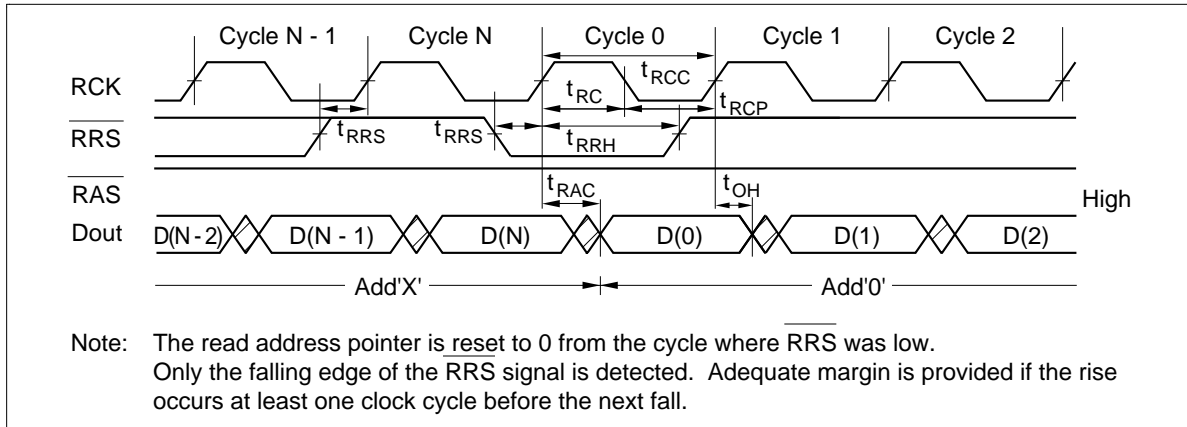 Cycle N - 1 Cycle N Cycle 0 Cycle 1 Cycle 2
RCK
tRCC
tRC
tRCP
RRS
tRRS tRRS tRRH
RAS
tRAC tOH
High
Dout D(N - 2) D(N - 1) D(N) D(0) D(1) D(2)
Add'X' Add'0'
Note: The read address pointer is reset to 0 from the cycle where RRS was low.
Only the falling edge of the RRS signal is detected. Adequate margin is provided if the rise
occurs at least one clock cycle before the next fall.